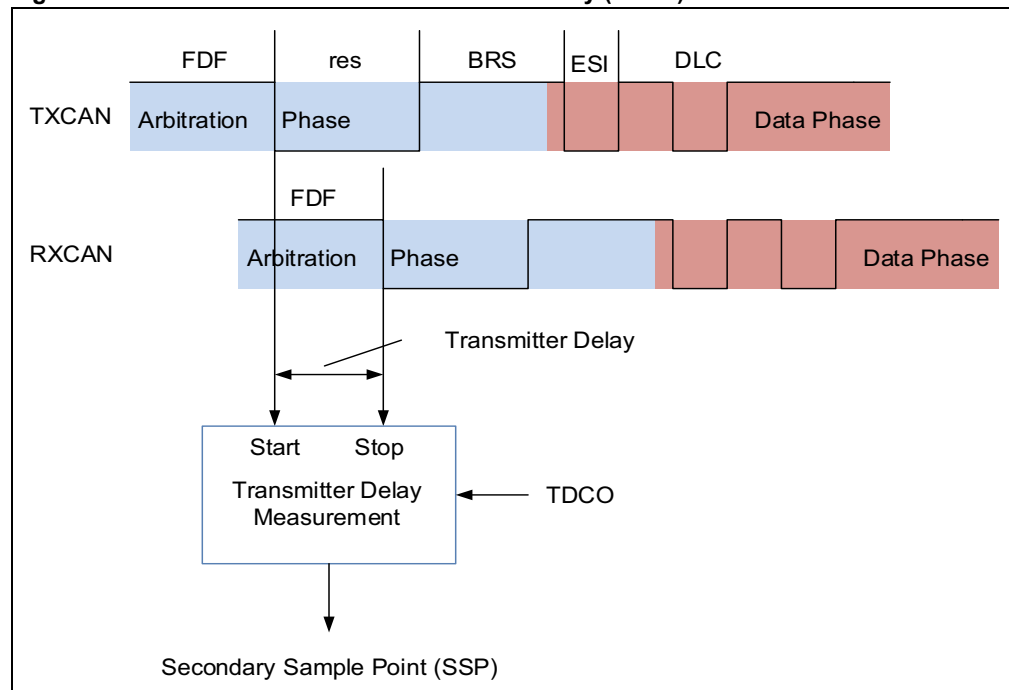 FDF res BRS ESI DLC
TXCAN Arbitration Phase Data Phase
FDF
RXCAN Arbitration Phase Data Phase
Transmitter Delay
Start Stop
Transmitter Delay
Measurement
TDCO
Secondary Sample Point (SSP)